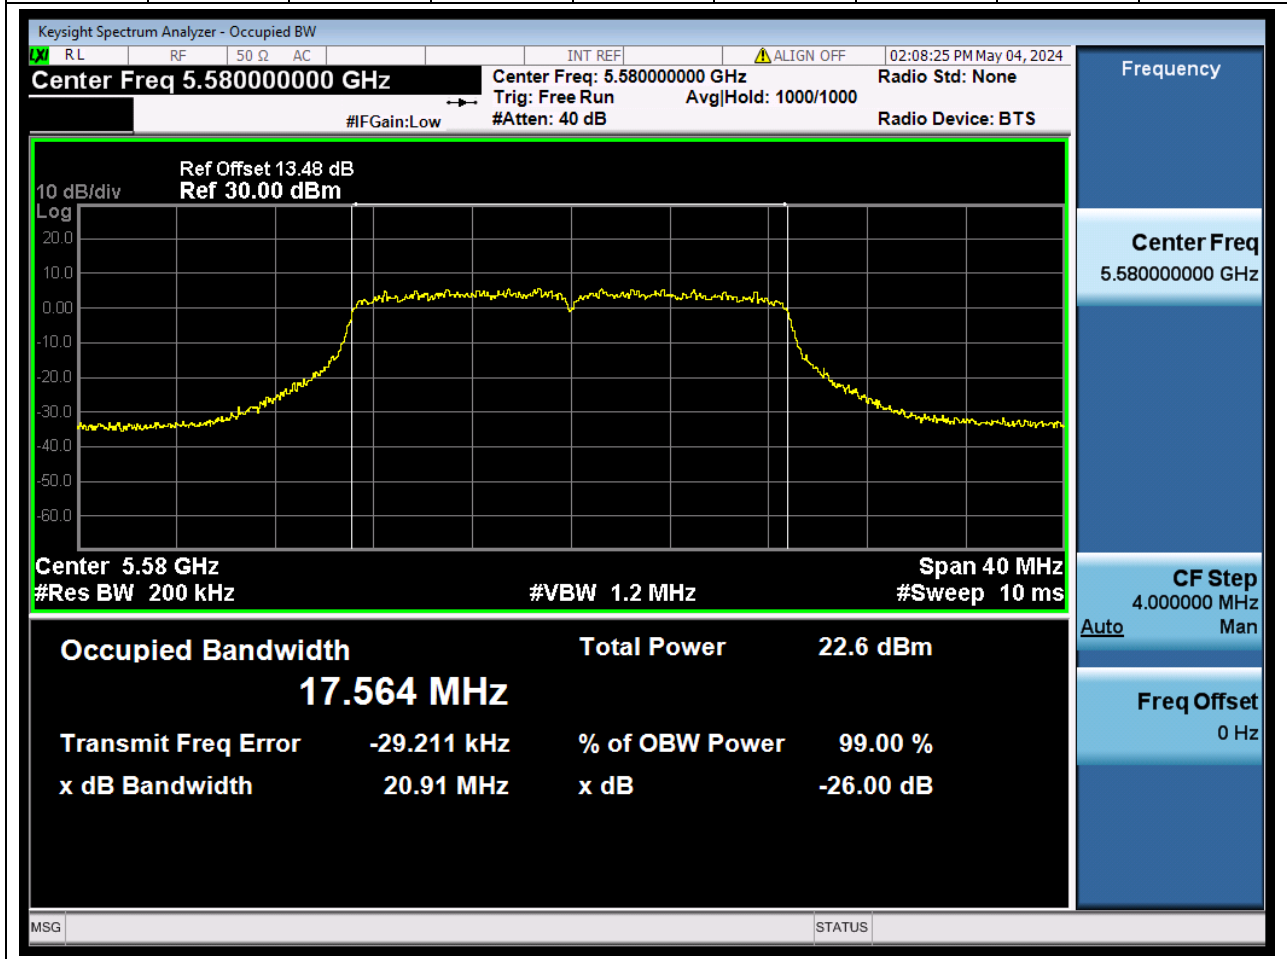 Keysight Spectrum Analyzer - Occupied BW
LXI RL RF 50 Ω AC INT REF ALIGN OFF 02:08:25 PM May 04, 2024
Center Freq 5.580000000 GHz
Center Freq: 5.580000000 GHz
Radio Std: None
Trig: Free Run Avg|Hold: 1000/1000
#IFGain:Low #Atten: 40 dB Radio Device: BTS
Ref Offset 13.48 dB
10 dB/div Ref 30.00 dBm
Log
20.0
10.0
0.00
-10.0
-20.0
-30.0
-40.0
-50.0
-60.0
Center 5.58 GHz Span 40 MHz
#Res BW 200 kHz #VBW 1.2 MHz #Sweep 10 ms
Occupied Bandwidth Total Power 22.6 dBm
17.564 MHz
Transmit Freq Error -29.211 kHz % of OBW Power 99.00 %
x dB Bandwidth 20.91 MHz x dB -26.00 dB
Frequency
Center Freq
5.580000000 GHz
CF Step
4.000000 MHz
Auto Man
Freq Offset
0 Hz
MSG STATUS